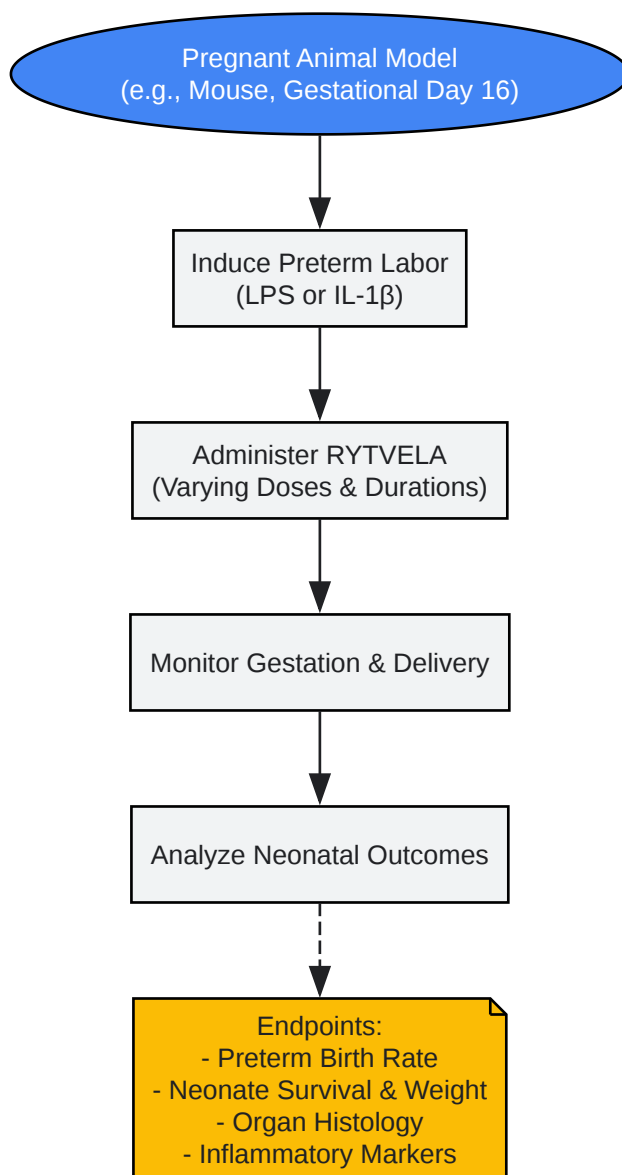 Pregnant Animal Model
(e.g., Mouse, Gestational Day 16)
Induce Preterm Labor
(LPS or IL-1β)
Administer RYTVELA
(Varying Doses & Durations)
Monitor Gestation & Delivery
Analyze Neonatal Outcomes
Endpoints:
- Preterm Birth Rate
- Neonate Survival & Weight
- Organ Histology
- Inflammatory Markers